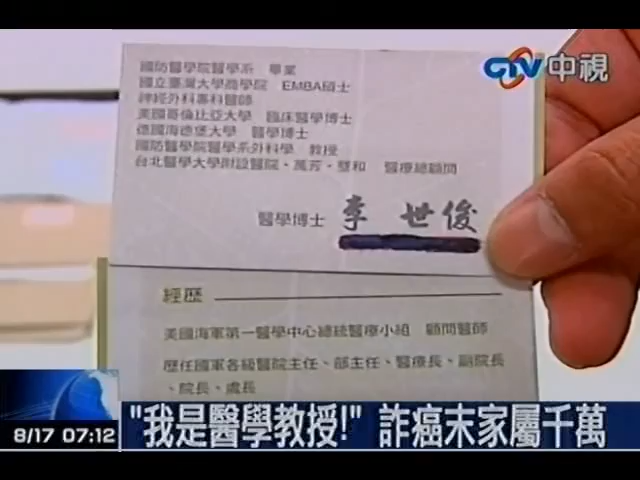 CTV中視
國防醫學院醫學系 畢業
國立臺灣大學商學院 EMBA碩士
神經外科專科醫師
美國哥倫比亞大學 臨床醫學博士
德國海德堡大學 醫學博士
國防醫學院醫學系外科學 教授
台北醫學大學附設醫院、萬芳、雙和 醫療總顧問
醫學博士 李世俊
經歷
美國海軍第一醫學中心總統醫療小組 顧問醫師
歷任國軍各級醫院主任、部主任、醫療長、副院長
、院長、處長
8/17 07:12
"我是醫學教授!" 詐癌末家屬千萬